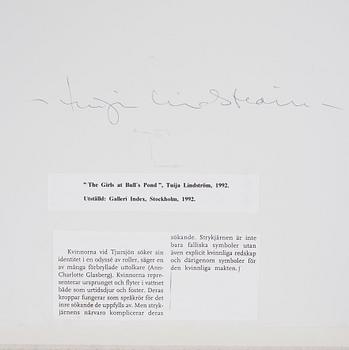 - Tuija Lindström -
"The Girls at Bull's Pond", Tuija Lindström, 1992.
Utställd: Galleri Index, Stockholm, 1992.
Kvinnorna vid Tjursjön söker sin
identitet i en odyssé av roller, säger en
av många förbryllade uttolkare (Ann-
Charlotte Glasberg). Kvinnorna repre-
senterar ursprunget och flyter i vattnet
både som urtidsdjur och foster. Deras
kroppar fungerar som språkrör för det
inre sökande de uppfylls av. Men stryk-
järnens närvaro komplicerar deras
sökande. Strykjärnen är inte
bara falliska symboler utan
även explicit kvinnliga redskap
och därigenom symboler för
den kvinnliga makten.